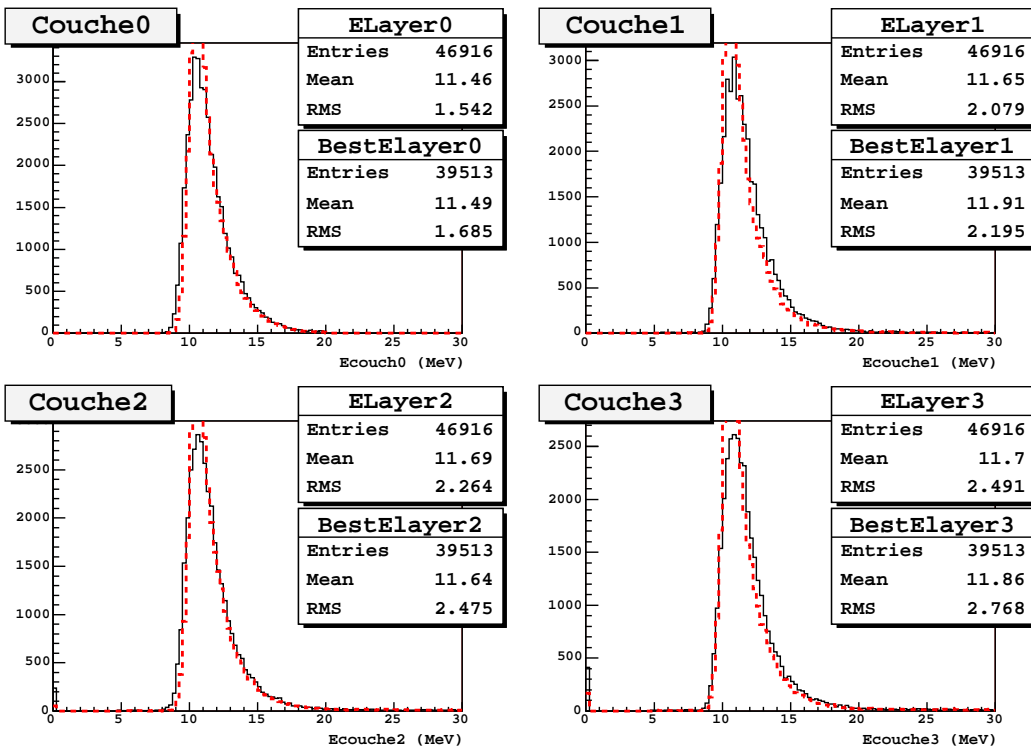 Couche0
ELayer0
Entries 46916
Mean 11.46
RMS 1.542
BestElayer0
Entries 39513
Mean 11.49
RMS 1.685
3000
2500
2000
1500
1000
500
0
0 5 10 15 20 25 30
Ecouch0 (MeV)
Couche1
ELayer1
Entries 46916
Mean 11.65
RMS 2.079
BestElayer1
Entries 39513
Mean 11.91
RMS 2.195
3000
2500
2000
1500
1000
500
0
0 5 10 15 20 25 30
Ecouche1 (MeV)
Couche2
ELayer2
Entries 46916
Mean 11.69
RMS 2.264
BestElayer2
Entries 39513
Mean 11.64
RMS 2.475
2500
2000
1500
1000
500
0
0 5 10 15 20 25 30
Ecouche2 (MeV)
Couche3
ELayer3
Entries 46916
Mean 11.7
RMS 2.491
BestElayer3
Entries 39513
Mean 11.86
RMS 2.768
2500
2000
1500
1000
500
0
0 5 10 15 20 25 30
Ecouche3 (MeV)